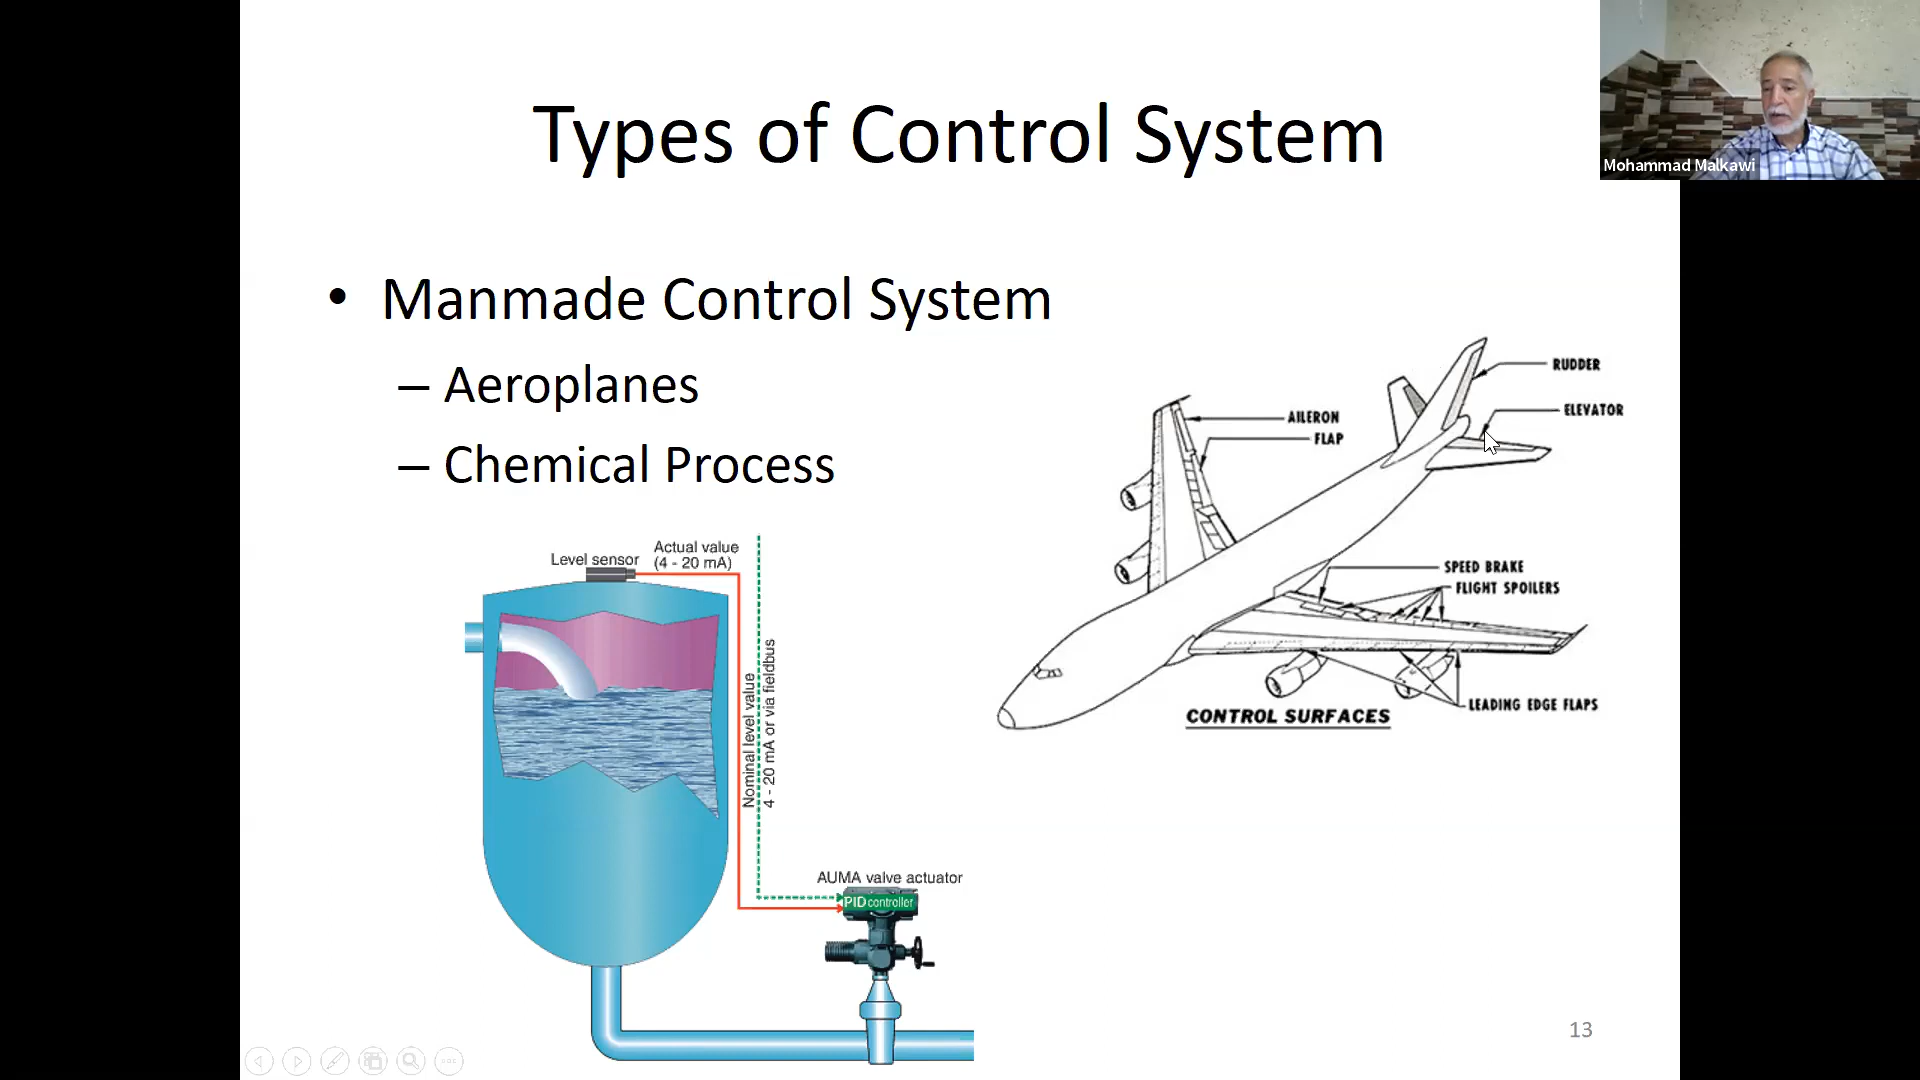 Types of Control System
Mohammad Malkawi
• Manmade Control System
– Aeroplanes
– Chemical Process
RUDDER
ELEVATOR
AILERON
FLAP
SPEED BRAKE
FLIGHT SPOILERS
LEADING EDGE FLAPS
CONTROL SURFACES
Level sensor
Actual value
(4 - 20 mA)
Nominal level value
4 - 20 mA or via fieldbus
AUMA valve actuator
PID controller
13